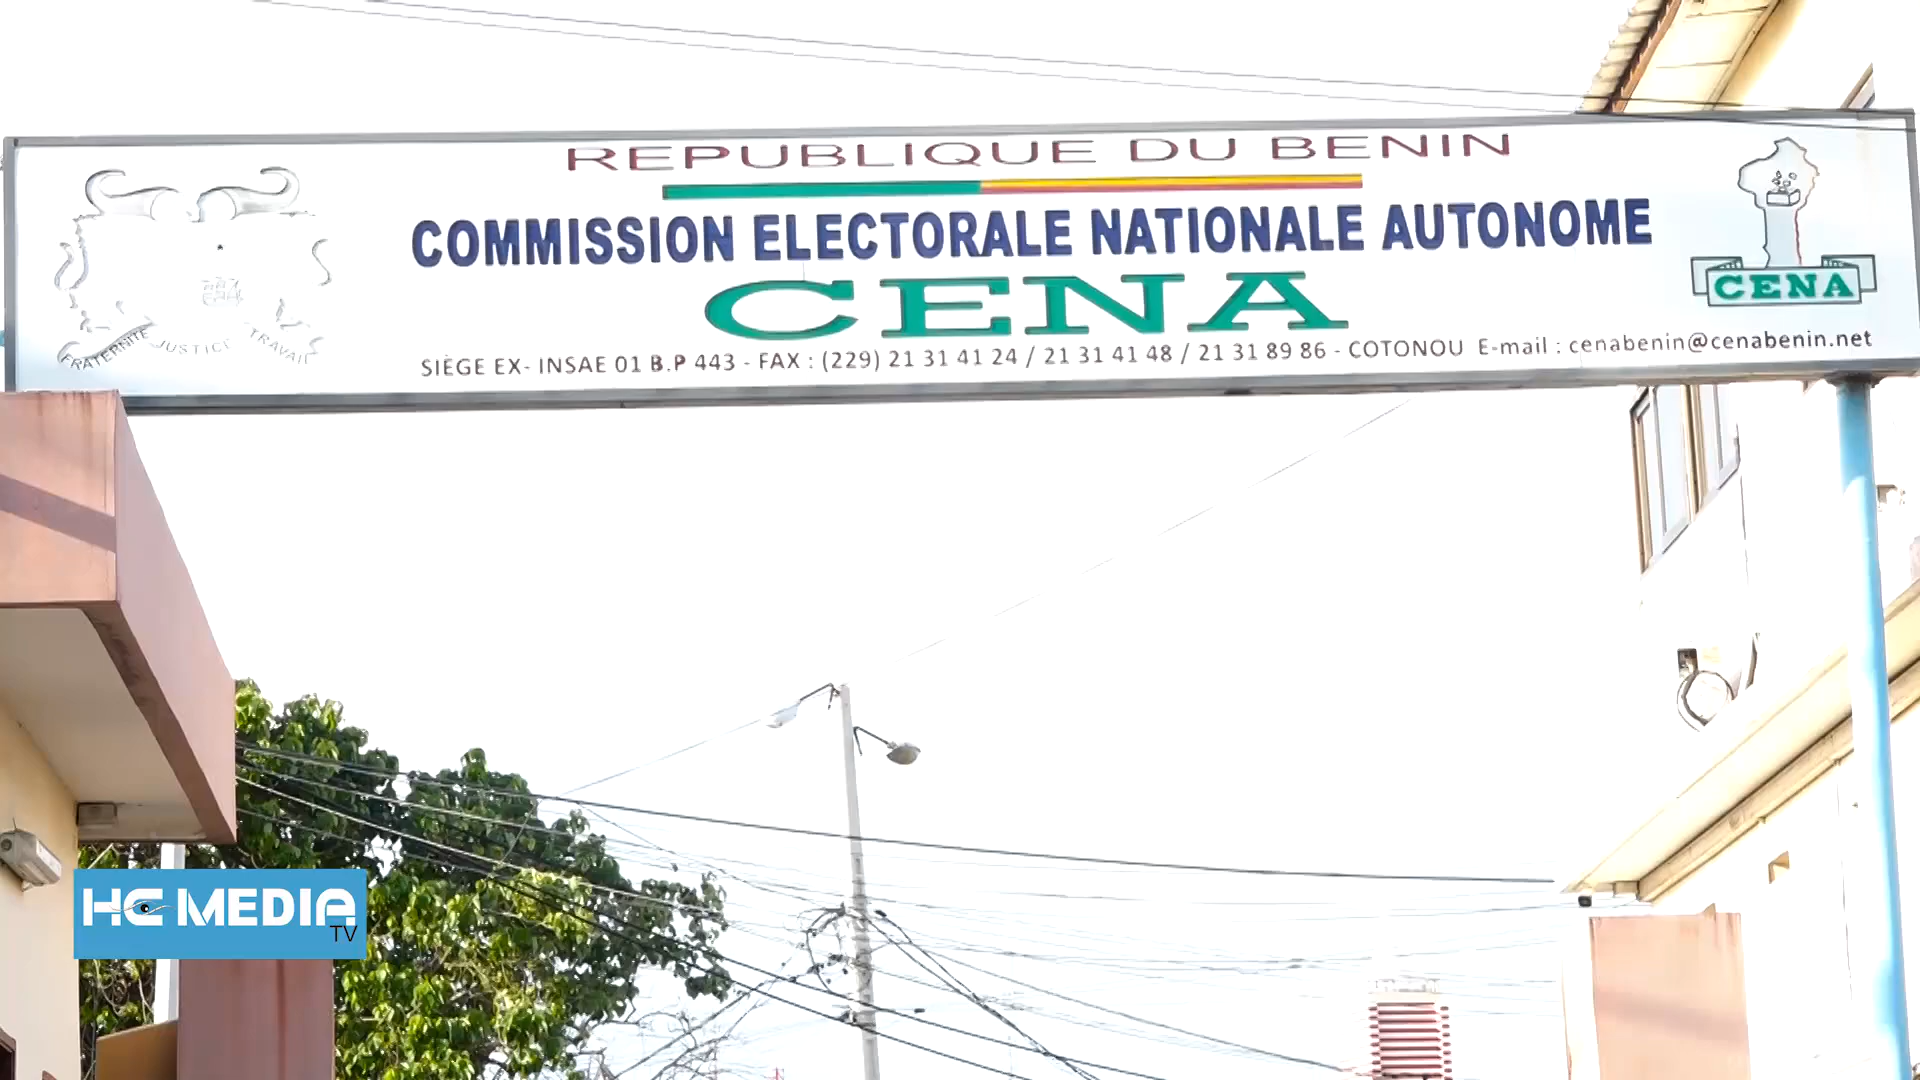 REPUBLIQUE DU BENIN
COMMISSION ELECTORALE NATIONALE AUTONOME
CENA
SIÈGE EX- INSAE 01 B.P 443 - FAX : (229) 21 31 41 24 / 21 31 41 48 / 21 31 89 86 - COTONOU E-mail : cenabenin@cenabenin.net
FRATERNITE JUSTICE TRAVAIL
CENA
HC MEDIA
TV